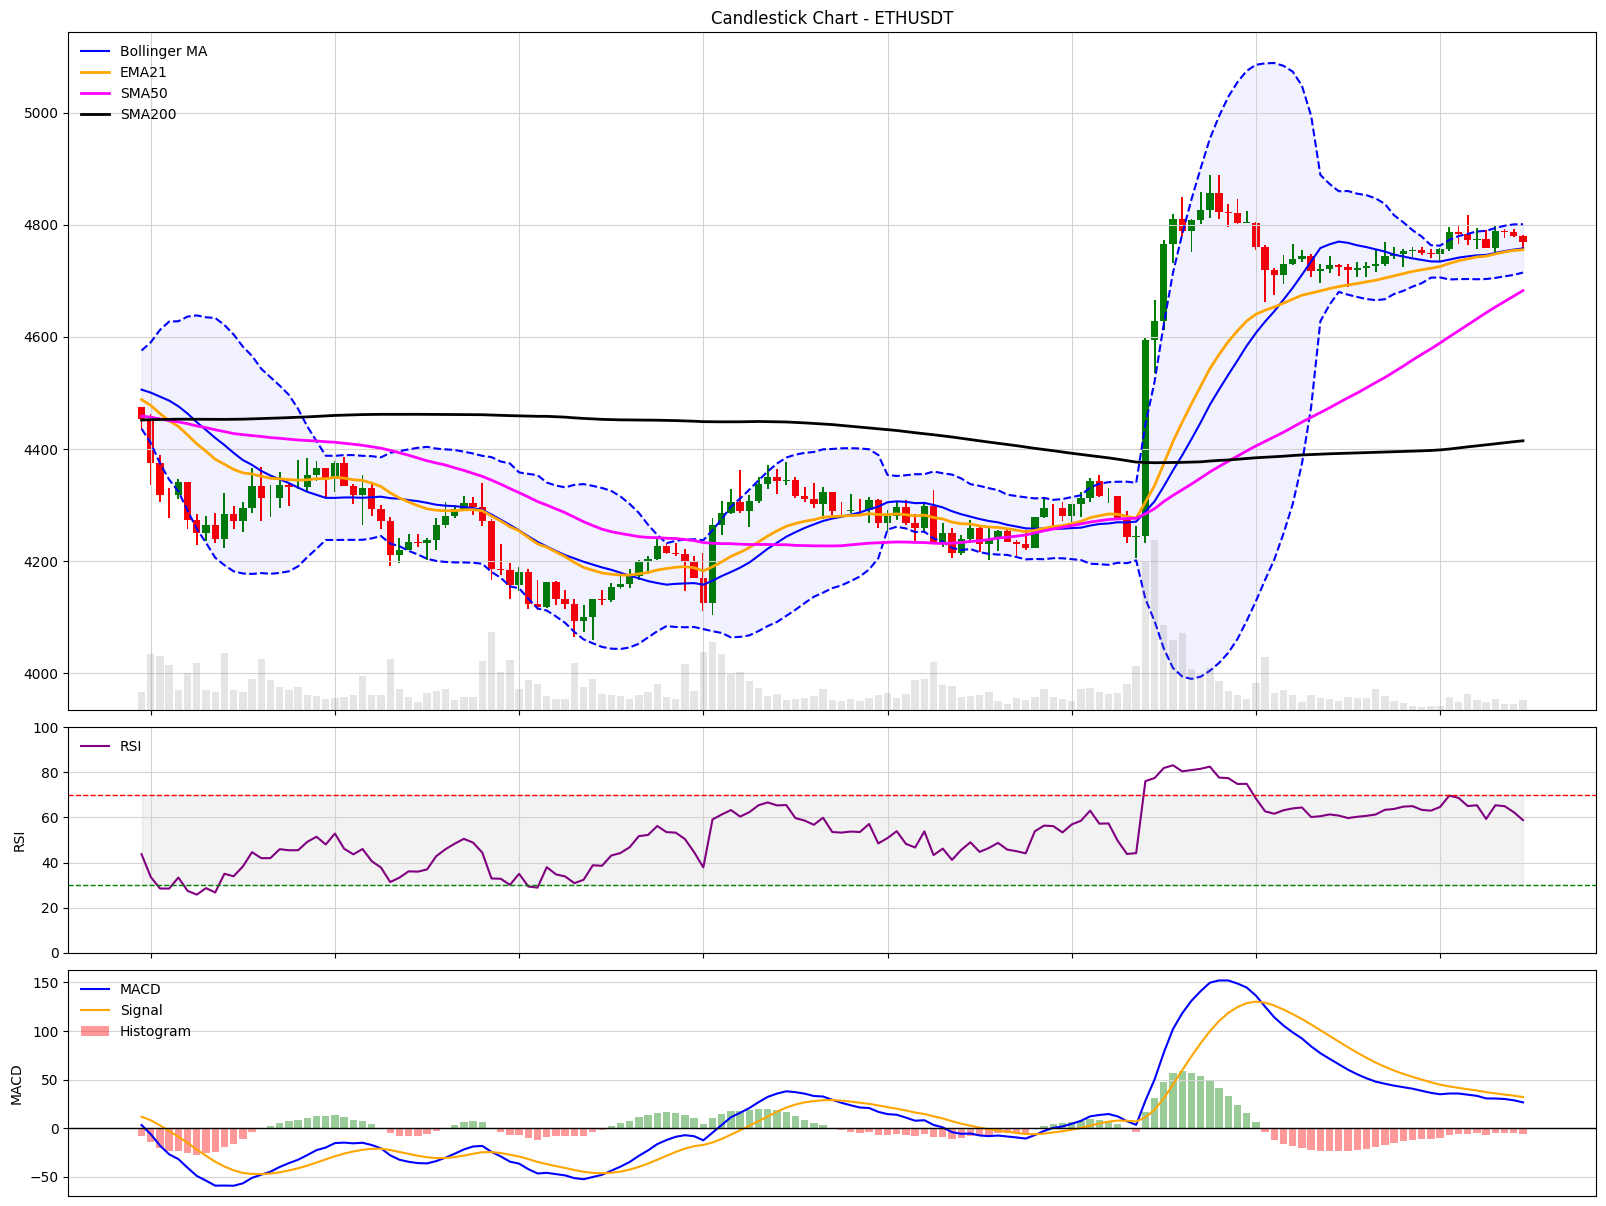 Candlestick Chart - ETHUSDT
Bollinger MA
EMA21
SMA50
SMA200
5000
4800
4600
4400
4200
4000
RSI
100
80
60
40
20
0
RSI
MACD
Signal
Histogram
150
100
50
0
−50
MACD